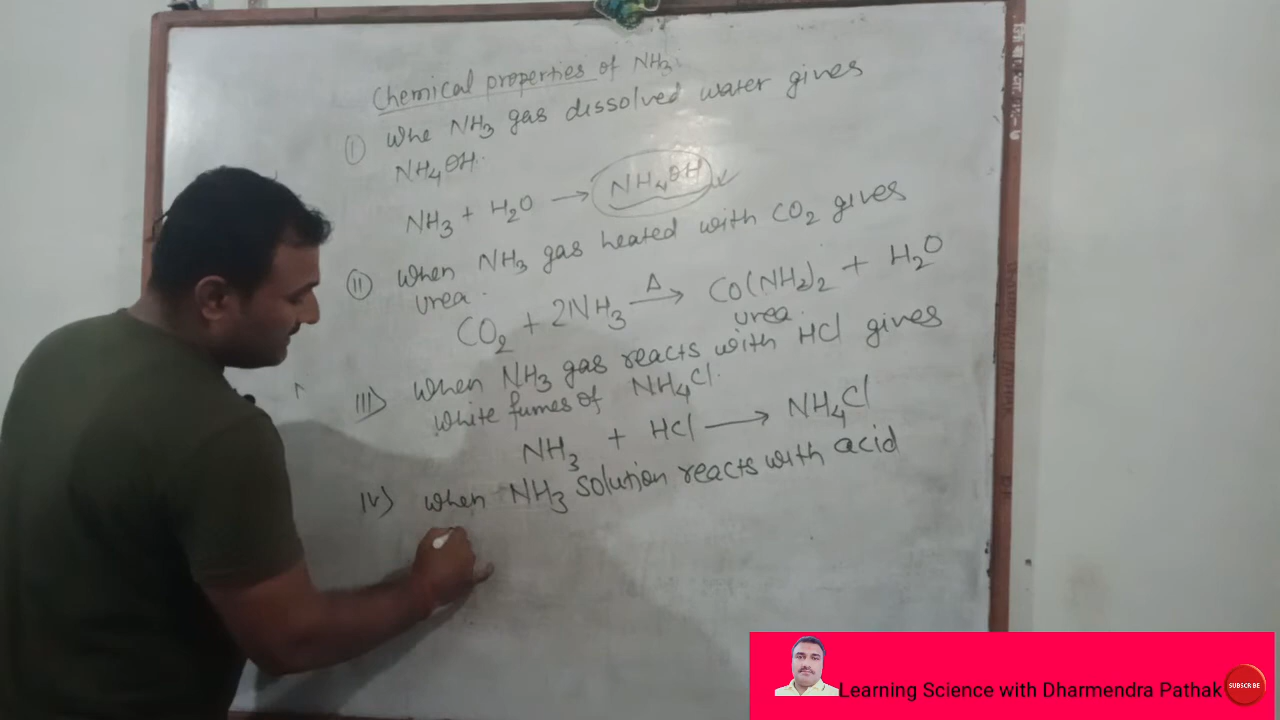 Chemical properties of NH3:
(I) Whe NH3 gas dissolved water gives
NH4OH.
NH3 + H2O → NH4OH ✓
(II) When NH3 gas heated with CO2 gives
urea.
CO2 + 2NH3 Δ→ CO(NH2)2 + H2O
urea.
III) When NH3 gas reacts with HCl gives
white fumes of NH4Cl.
NH3 + HCl → NH4Cl
IV) when NH3 solution reacts with acid
Learning Science with Dharmendra Pathak
SUBSCRIBE